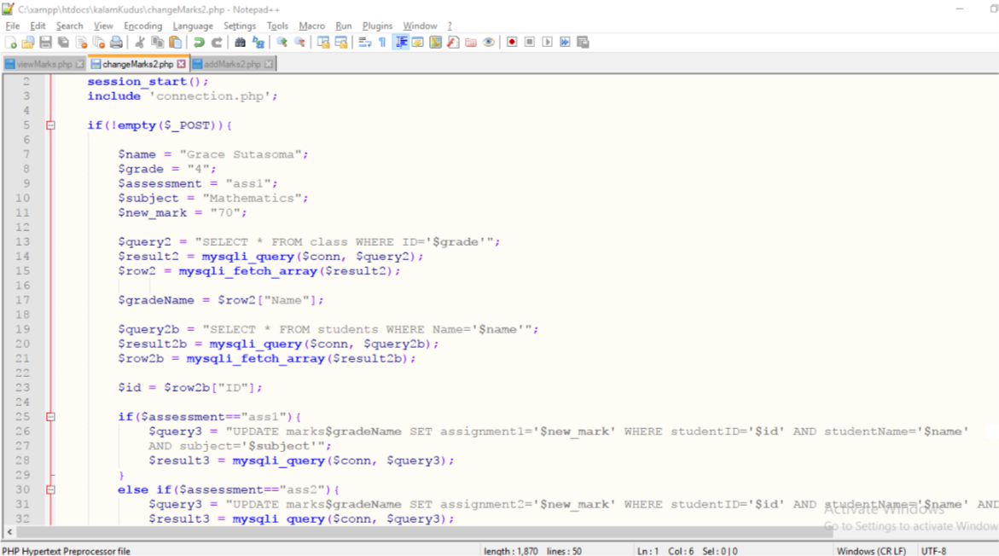 C:\xampp\htdocs\kalamKudus\changeMarks2.php - Notepad++
File Edit Search View Encoding Language Settings Tools Macro Run Plugins Window ?
viewMarks.php changeMarks2.php addMarks2.php
2 session_start();
3 include 'connection.php';
4
5 if(!empty($_POST)){
6
7 $name = "Grace Sutasoma";
8 $grade = "4";
9 $assessment = "ass1";
10 $subject = "Mathematics";
11 $new_mark = "70";
12
13 $query2 = "SELECT * FROM class WHERE ID='$grade'";
14 $result2 = mysqli_query($conn, $query2);
15 $row2 = mysqli_fetch_array($result2);
16
17 $gradeName = $row2["Name"];
18
19 $query2b = "SELECT * FROM students WHERE Name='$name'";
20 $result2b = mysqli_query($conn, $query2b);
21 $row2b = mysqli_fetch_array($result2b);
22
23 $id = $row2b["ID"];
24
25 if($assessment=="ass1"){
26 $query3 = "UPDATE marks$gradeName SET assignment1='$new_mark' WHERE studentID='$id' AND studentName='$name'
27 AND subject='$subject'";
28 $result3 = mysqli_query($conn, $query3);
29 }
30 else if($assessment=="ass2"){
31 $query3 = "UPDATE marks$gradeName SET assignment2='$new_mark' WHERE studentID='$id' AND studentName='$name' AND
32 $result3 = mysqli_query($conn, $query3);
Activate Windows
Go to Settings to activate Window
PHP Hypertext Preprocessor file length : 1,870 lines : 50 Ln : 1 Col : 6 Sel : 0 | 0 Windows (CR LF) UTF-8